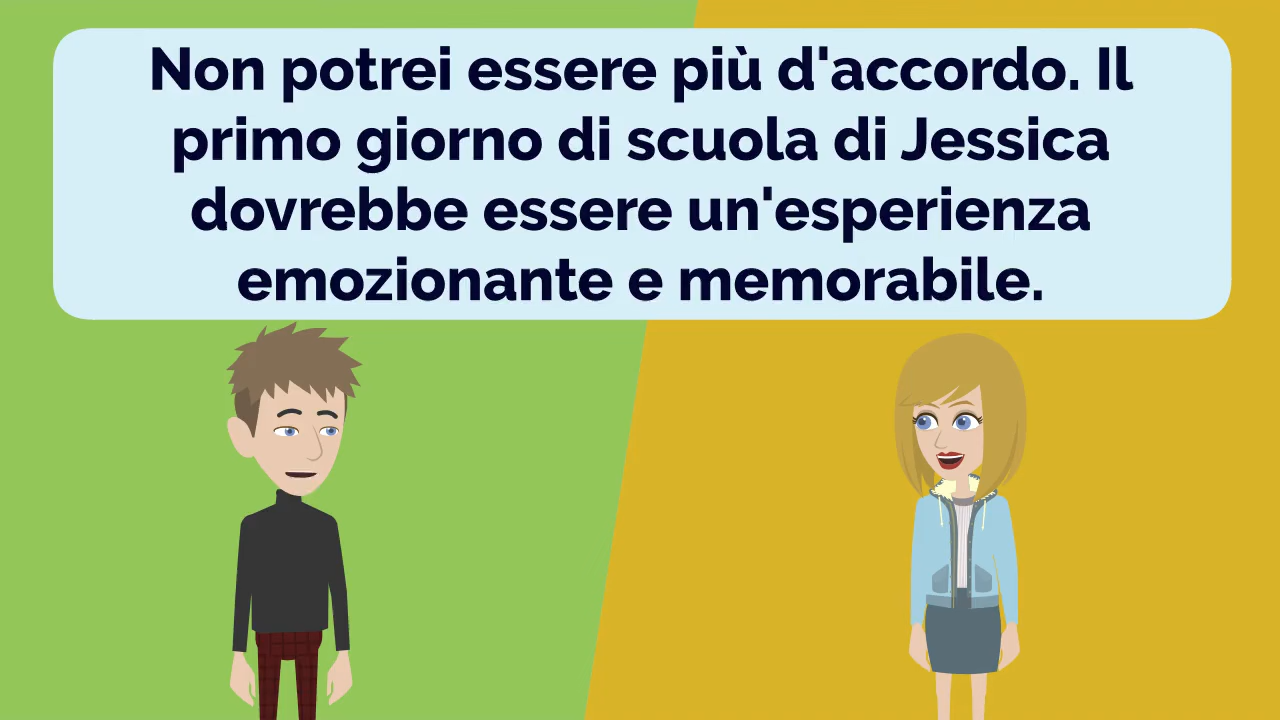 Non potrei essere più d'accordo. Il
primo giorno di scuola di Jessica
dovrebbe essere un'esperienza
emozionante e memorabile.